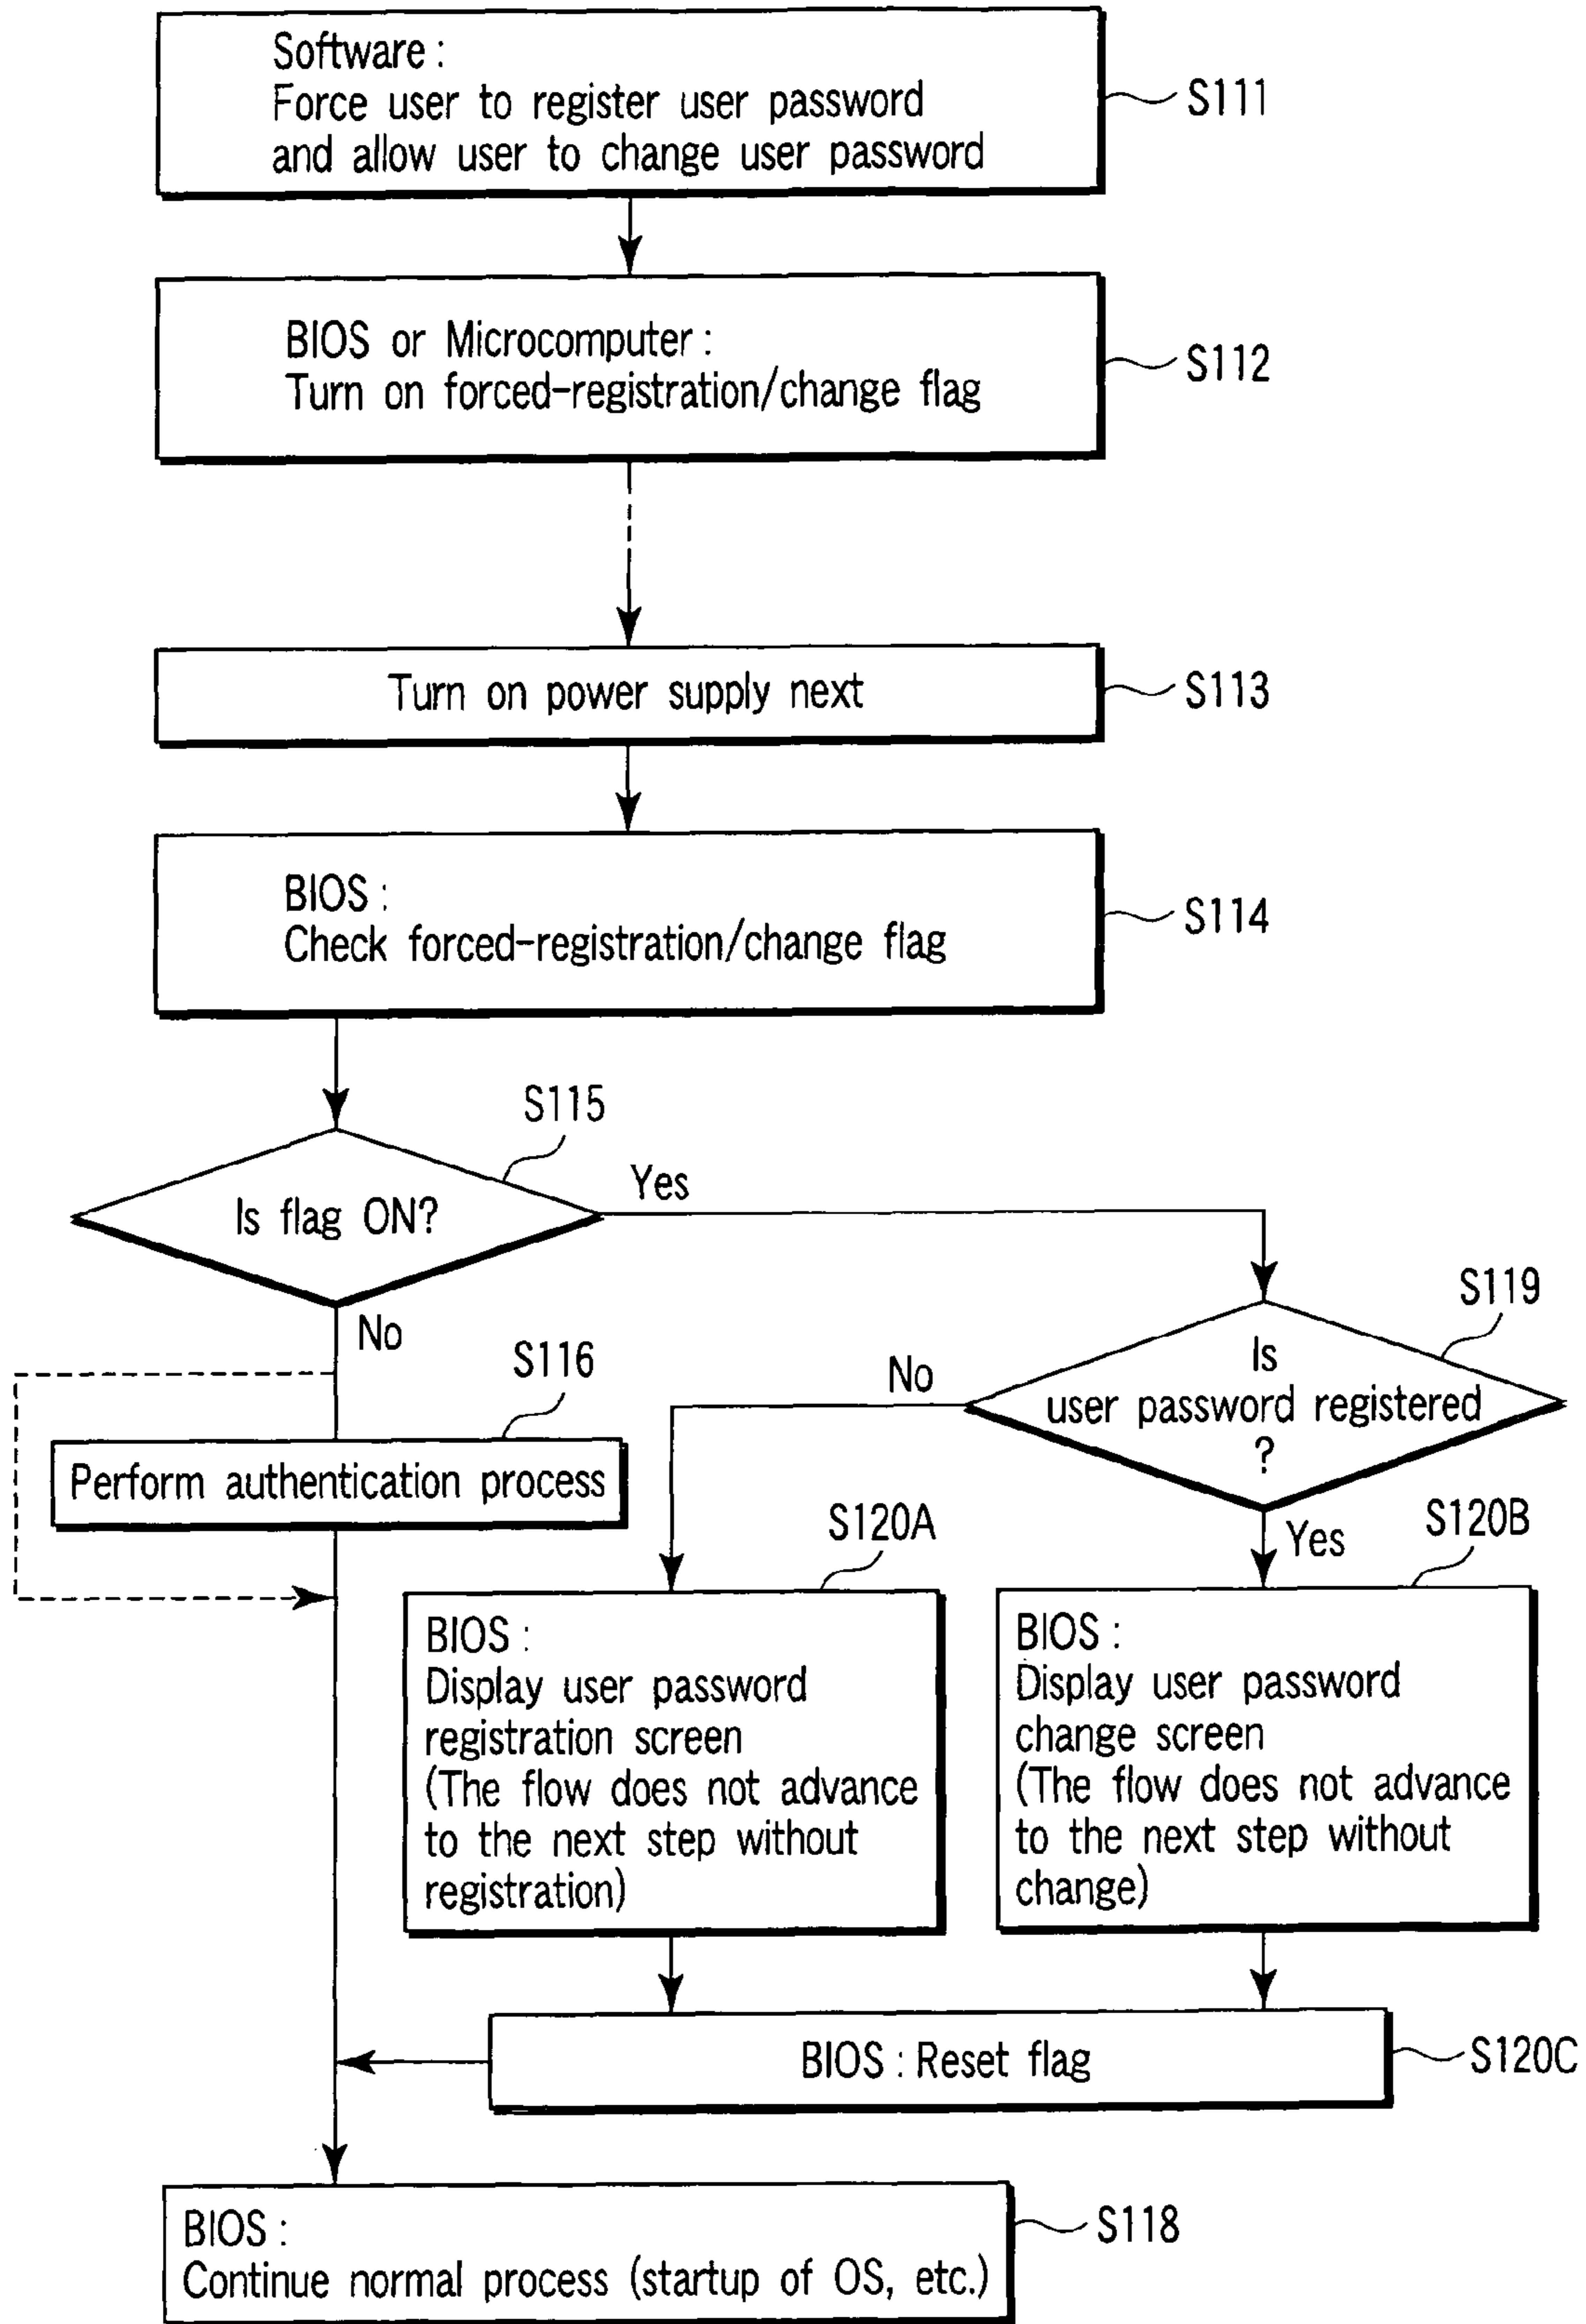 Software :
Force user to register user password
and allow user to change user password
S111
BIOS or Microcomputer :
Turn on forced-registration/change flag
S112
Turn on power supply next
S113
BIOS :
Check forced-registration/change flag
S114
S115
Is flag ON?
Yes
No
S119
Is
user password registered
?
No
Yes
S116
Perform authentication process
S120A
BIOS :
Display user password
registration screen
(The flow does not advance
to the next step without
registration)
S120B
BIOS :
Display user password
change screen
(The flow does not advance
to the next step without
change)
BIOS : Reset flag
S120C
BIOS :
Continue normal process (startup of OS, etc.)
S118